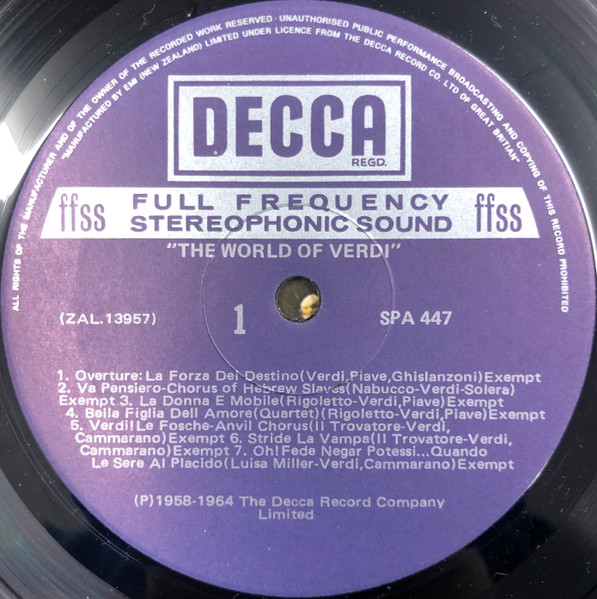 ALL RIGHTS OF THE MANUFACTURER AND OF THE OWNER OF THE RECORDED WORK RESERVED · UNAUTHORISED PUBLIC PERFORMANCE BROADCASTING AND COPYING OF THIS RECORD PROHIBITED
"MANUFACTURED BY EMI (NEW ZEALAND) LIMITED UNDER LICENCE FROM THE DECCA RECORD CO. LTD OF GREAT BRITIAN"
DECCA
REGD.
ffss FULL FREQUENCY STEREOPHONIC SOUND ffss
"THE WORLD OF VERDI"
(ZAL.13957) 1 SPA 447
1. Overture: La Forza Del Destino(Verdi,Piave,Ghislanzoni)Exempt
2. Va Pensiero-Chorus of Hebrew Slaves(Nabucco-Verdi-Solera)
Exempt 3. La Donna E Mobile(Rigoletto-Verdi,Piave)Exempt
4. Bella Figlia Dell Amore(Quartet)(Rigoletto-Verdi,Piave)Exempt
5. Verdi! Le Fosche-Anvil Chorus(Il Trovatore-Verdi,
Cammarano)Exempt 6. Stride La Vampa(Il Trovatore-Verdi,
Cammarano)Exempt 7. Oh! Fede Negar Potessi...Quando
Le Sere Al Placido(Luisa Miller-Verdi,Cammarano)Exempt
(P)1958-1964 The Decca Record Company
Limited